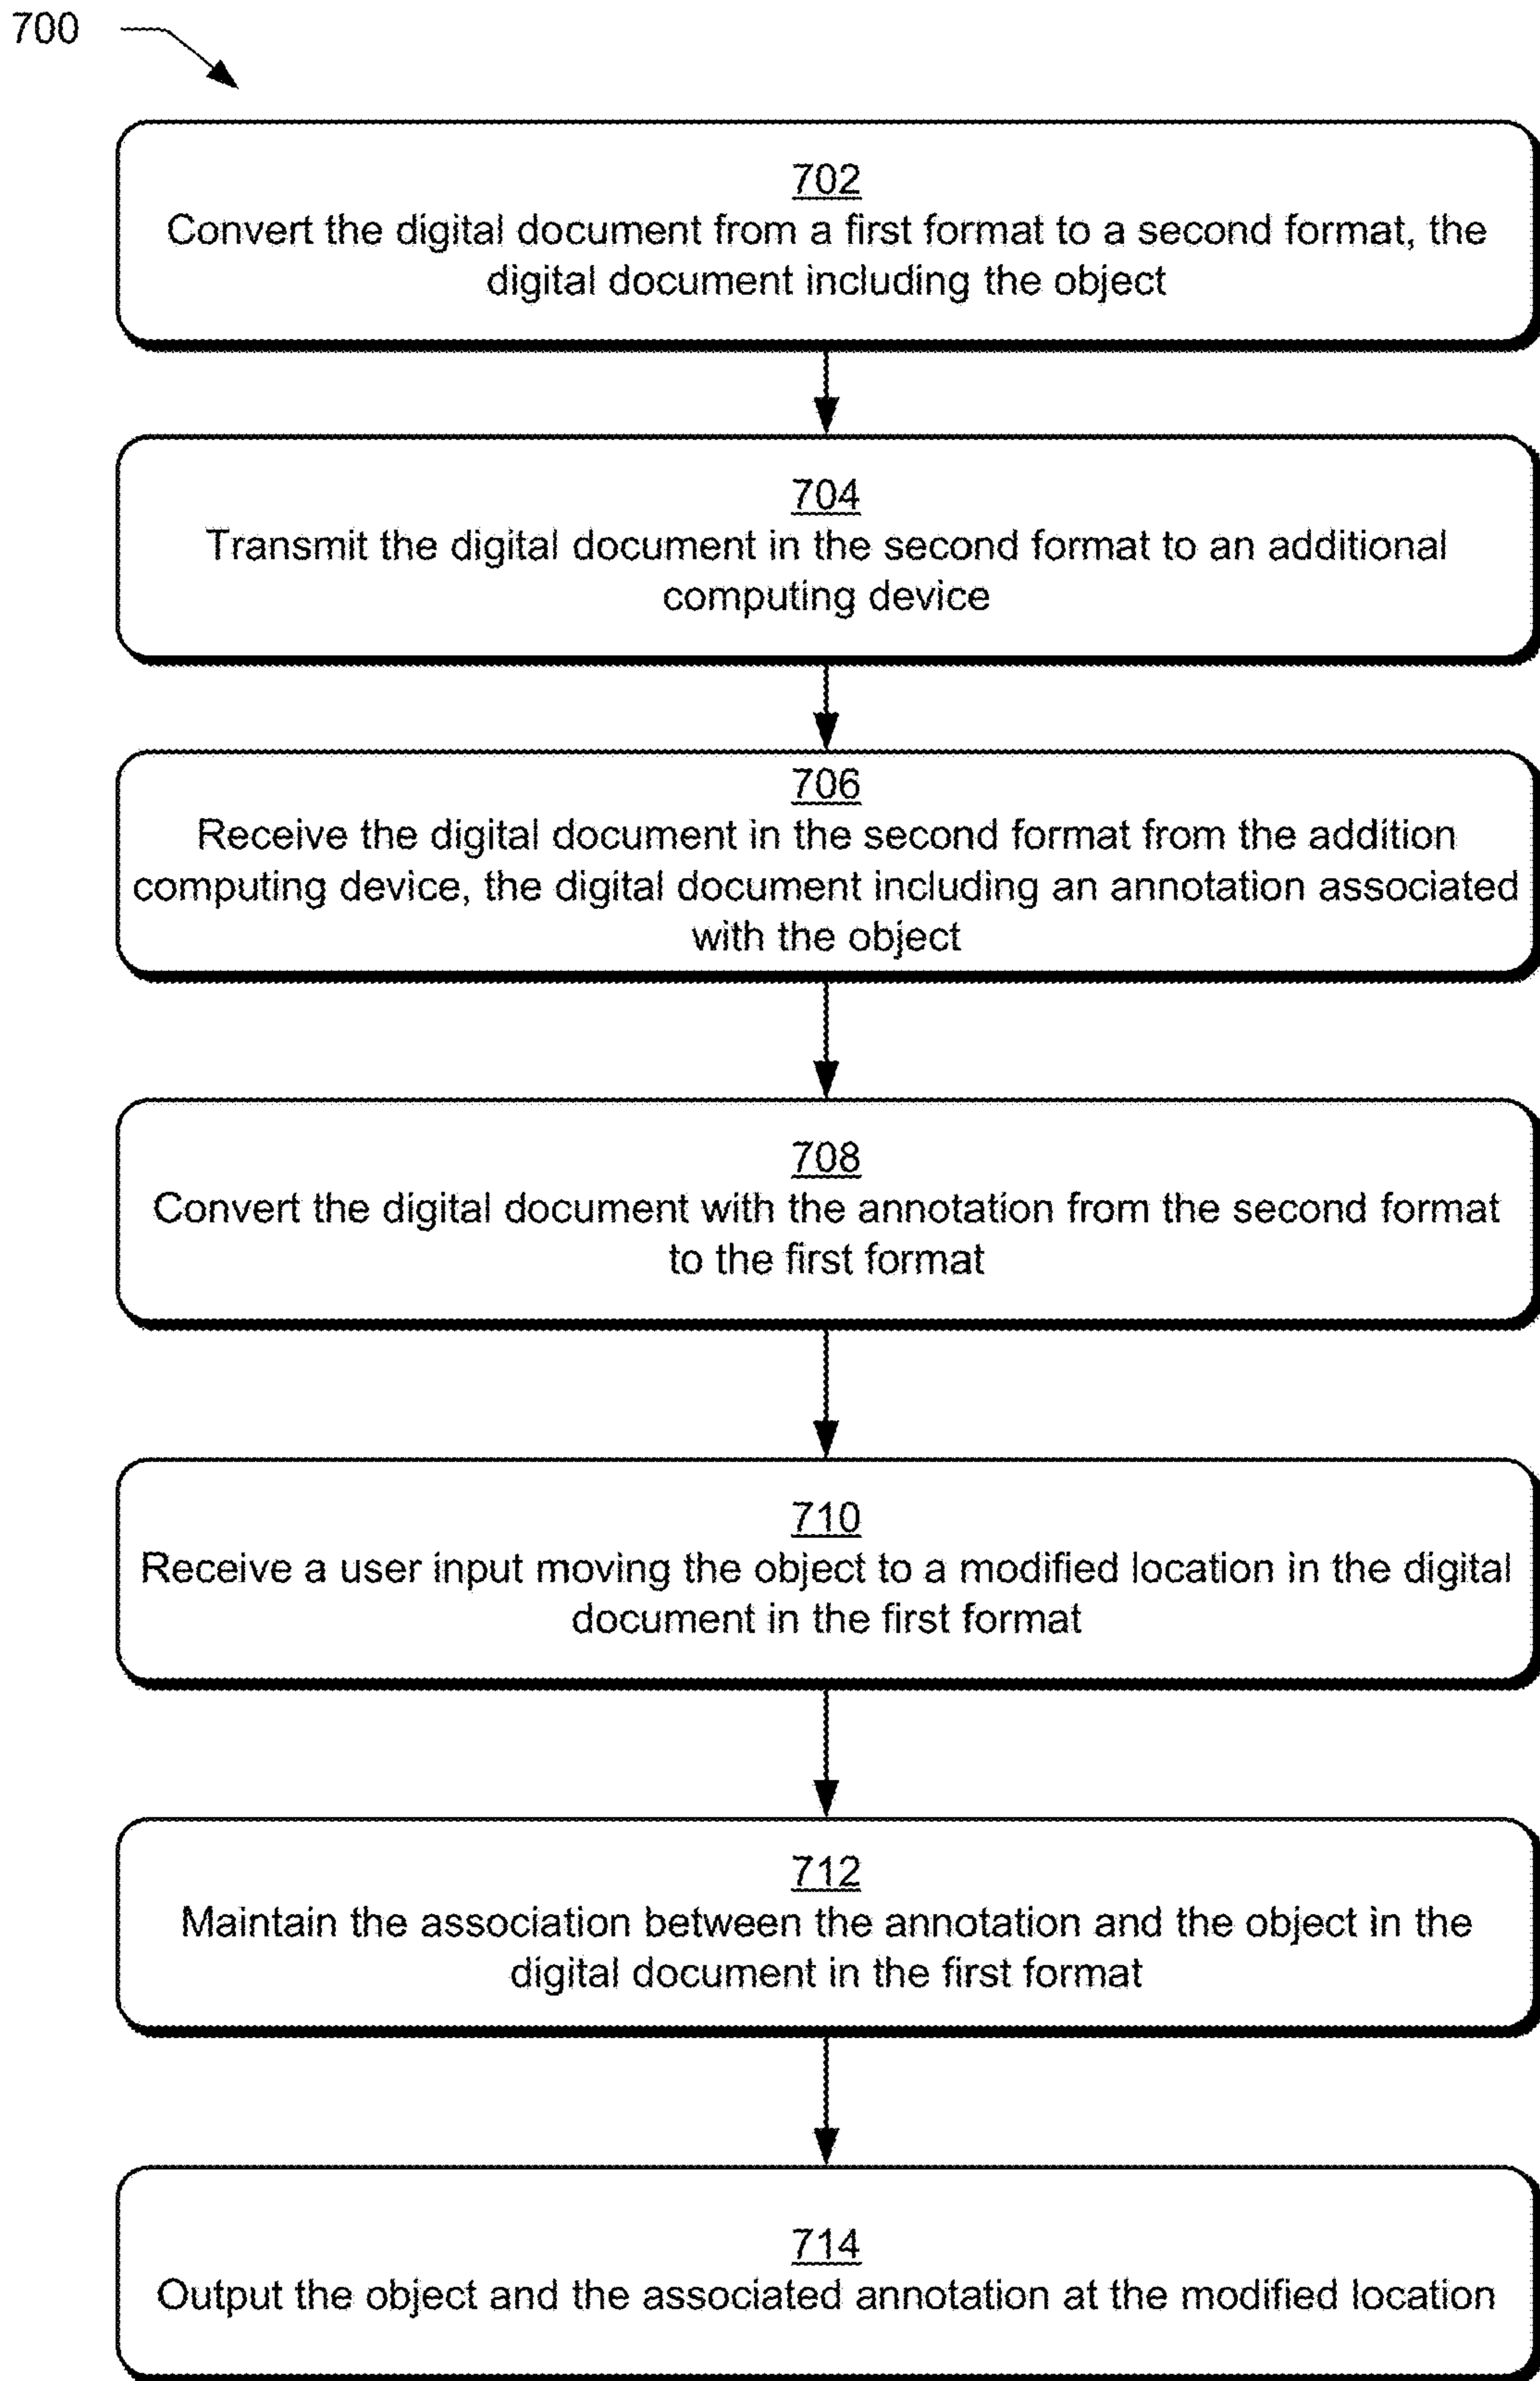 700
702
Convert the digital document from a first format to a second format, the
digital document including the object
704
Transmit the digital document in the second format to an additional
computing device
706
Receive the digital document in the second format from the addition
computing device, the digital document including an annotation associated
with the object
708
Convert the digital document with the annotation from the second format
to the first format
710
Receive a user input moving the object to a modified location in the digital
document in the first format
712
Maintain the association between the annotation and the object in the
digital document in the first format
714
Output the object and the associated annotation at the modified location